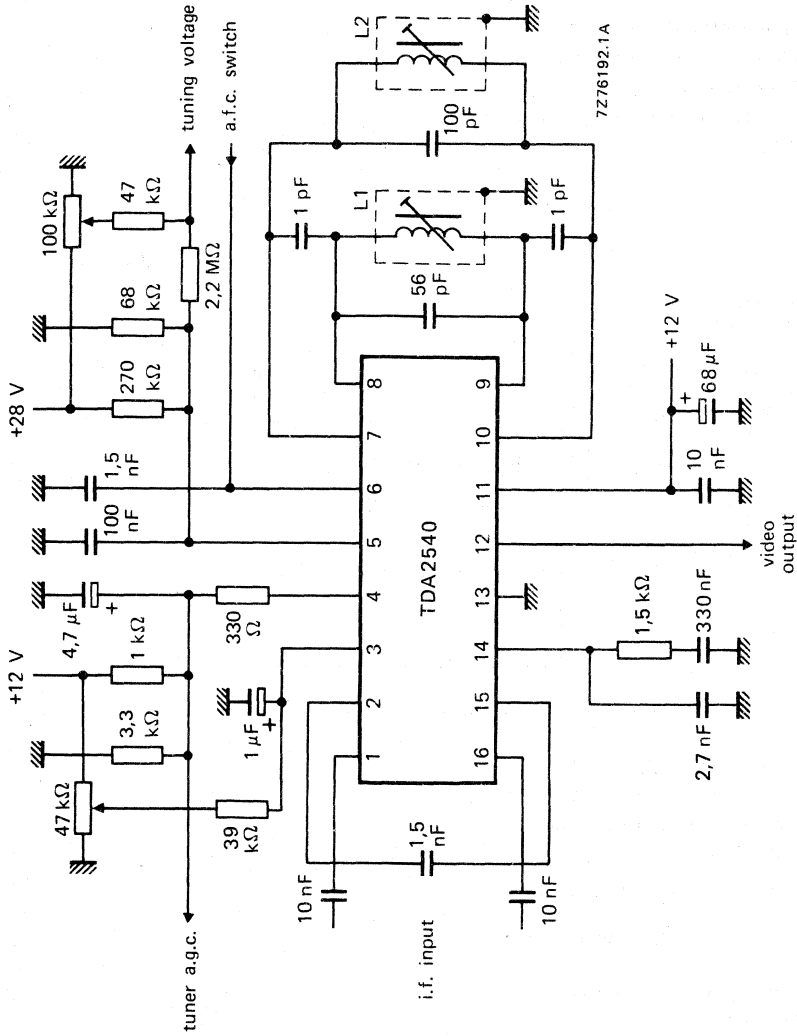 +28 V
+12 V
100 kΩ
47
kΩ
68
kΩ
270
kΩ
2,2 MΩ
tuning voltage
a.f.c. switch
1,5
nF
100
nF
4,7 µF
+
1 kΩ
3,3
kΩ
47 kΩ
330
Ω
1 µF
+
39
kΩ
tuner a.g.c.
L2
100
pF
1 pF
L1
56
pF
1 pF
7Z76192.1A
TDA2540
1
2
3
4
5
6
7
8
16
15
14
13
12
11
10
9
1,5
nF
10 nF
10 nF
i.f. input
+12 V
+
68 µF
10
nF
video
output
1,5 kΩ
330 nF
2,7 nF